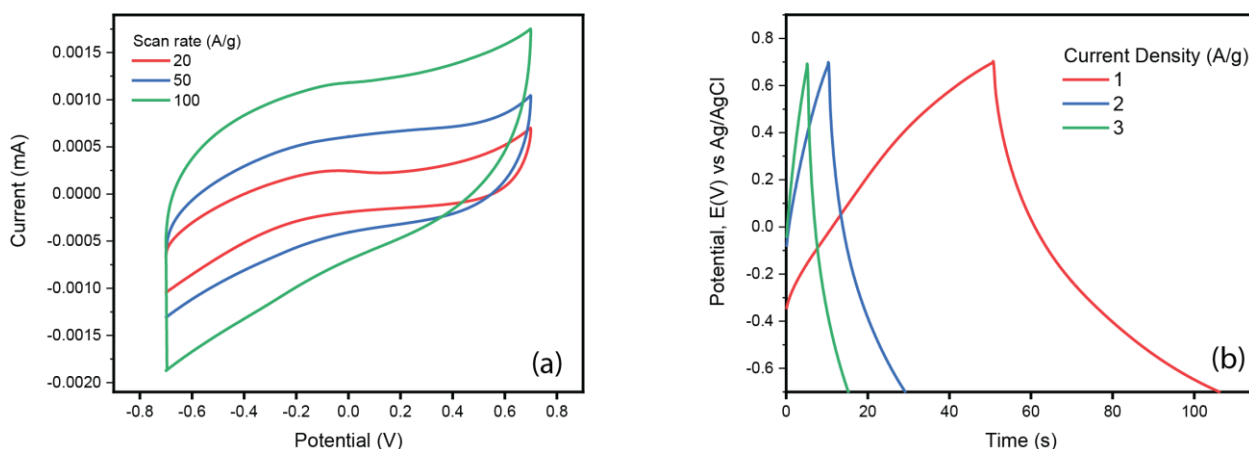 Scan rate (A/g)
20
50
100
0.0015
0.0010
0.0005
0.0000
-0.0005
-0.0010
-0.0015
-0.0020
Current (mA)
-0.8 -0.6 -0.4 -0.2 0.0 0.2 0.4 0.6 0.8
Potential (V)
(a)
Current Density (A/g)
1
2
3
0.8
0.6
0.4
0.2
0.0
-0.2
-0.4
-0.6
Potential, E(V) vs Ag/AgCl
0 20 40 60 80 100
Time (s)
(b)